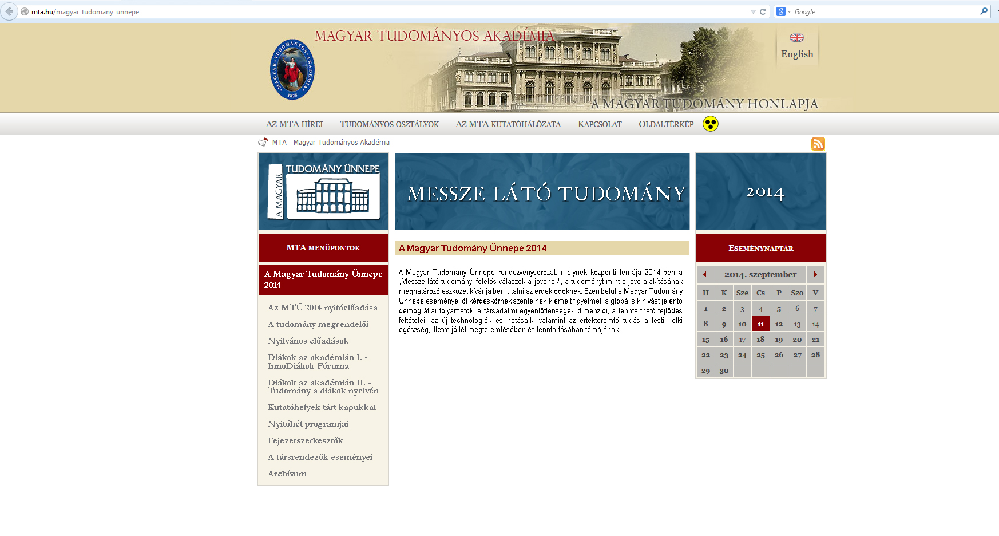 mta.hu/magyar_tudomany_unnepe_
Google
MAGYAR TUDOMÁNYOS AKADÉMIA
MAGYAR · TUDOMÁNYOS · AKADÉMIA
1825
English
A MAGYAR TUDOMÁNY HONLAPJA
AZ MTA HÍREI TUDOMÁNYOS OSZTÁLYOK AZ MTA KUTATÓHÁLÓZATA KAPCSOLAT OLDALTÉRKÉP
MTA - Magyar Tudományos Akadémia
A MAGYAR
TUDOMÁNY ÜNNEPE
MESSZE LÁTÓ TUDOMÁNY
2014
MTA MENÜPONTOK
A Magyar Tudomány Ünnepe
2014
Az MTÜ 2014 nyitóelőadása
A tudomány megrendelői
Nyilvános előadások
Diákok az akadémián I. -
InnoDiákok Fóruma
Diákok az akadémián II. -
Tudomány a diákok nyelvén
Kutatóhelyek tárt kapukkal
Nyitóhét programjai
Fejezetszerkesztők
A társrendezők eseményei
Archívum
A Magyar Tudomány Ünnepe 2014
A Magyar Tudomány Ünnepe rendezvénysorozat, melynek központi témája 2014-ben a
„Messze látó tudomány: felelős válaszok a jövőnek", a tudományt mint a jövő alakításának
meghatározó eszközét kívánja bemutatni az érdeklődőknek. Ezen belül a Magyar Tudomány
Ünnepe eseményei öt kérdéskörnek szentelnek kiemelt figyelmet: a globális kihívást jelentő
demográfiai folyamatok, a társadalmi egyenlőtlenségek dimenziói, a fenntartható fejlődés
feltételei, az új technológiák és hatásaik, valamint az értékteremtő tudás a testi, lelki
egészség, illetve jóllét megteremtésében és fenntartásában témájának.
ESEMÉNYNAPTÁR
2014. szeptember
H K Sze Cs P Szo V
1 2 3 4 5 6 7
8 9 10 11 12 13 14
15 16 17 18 19 20 21
22 23 24 25 26 27 28
29 30